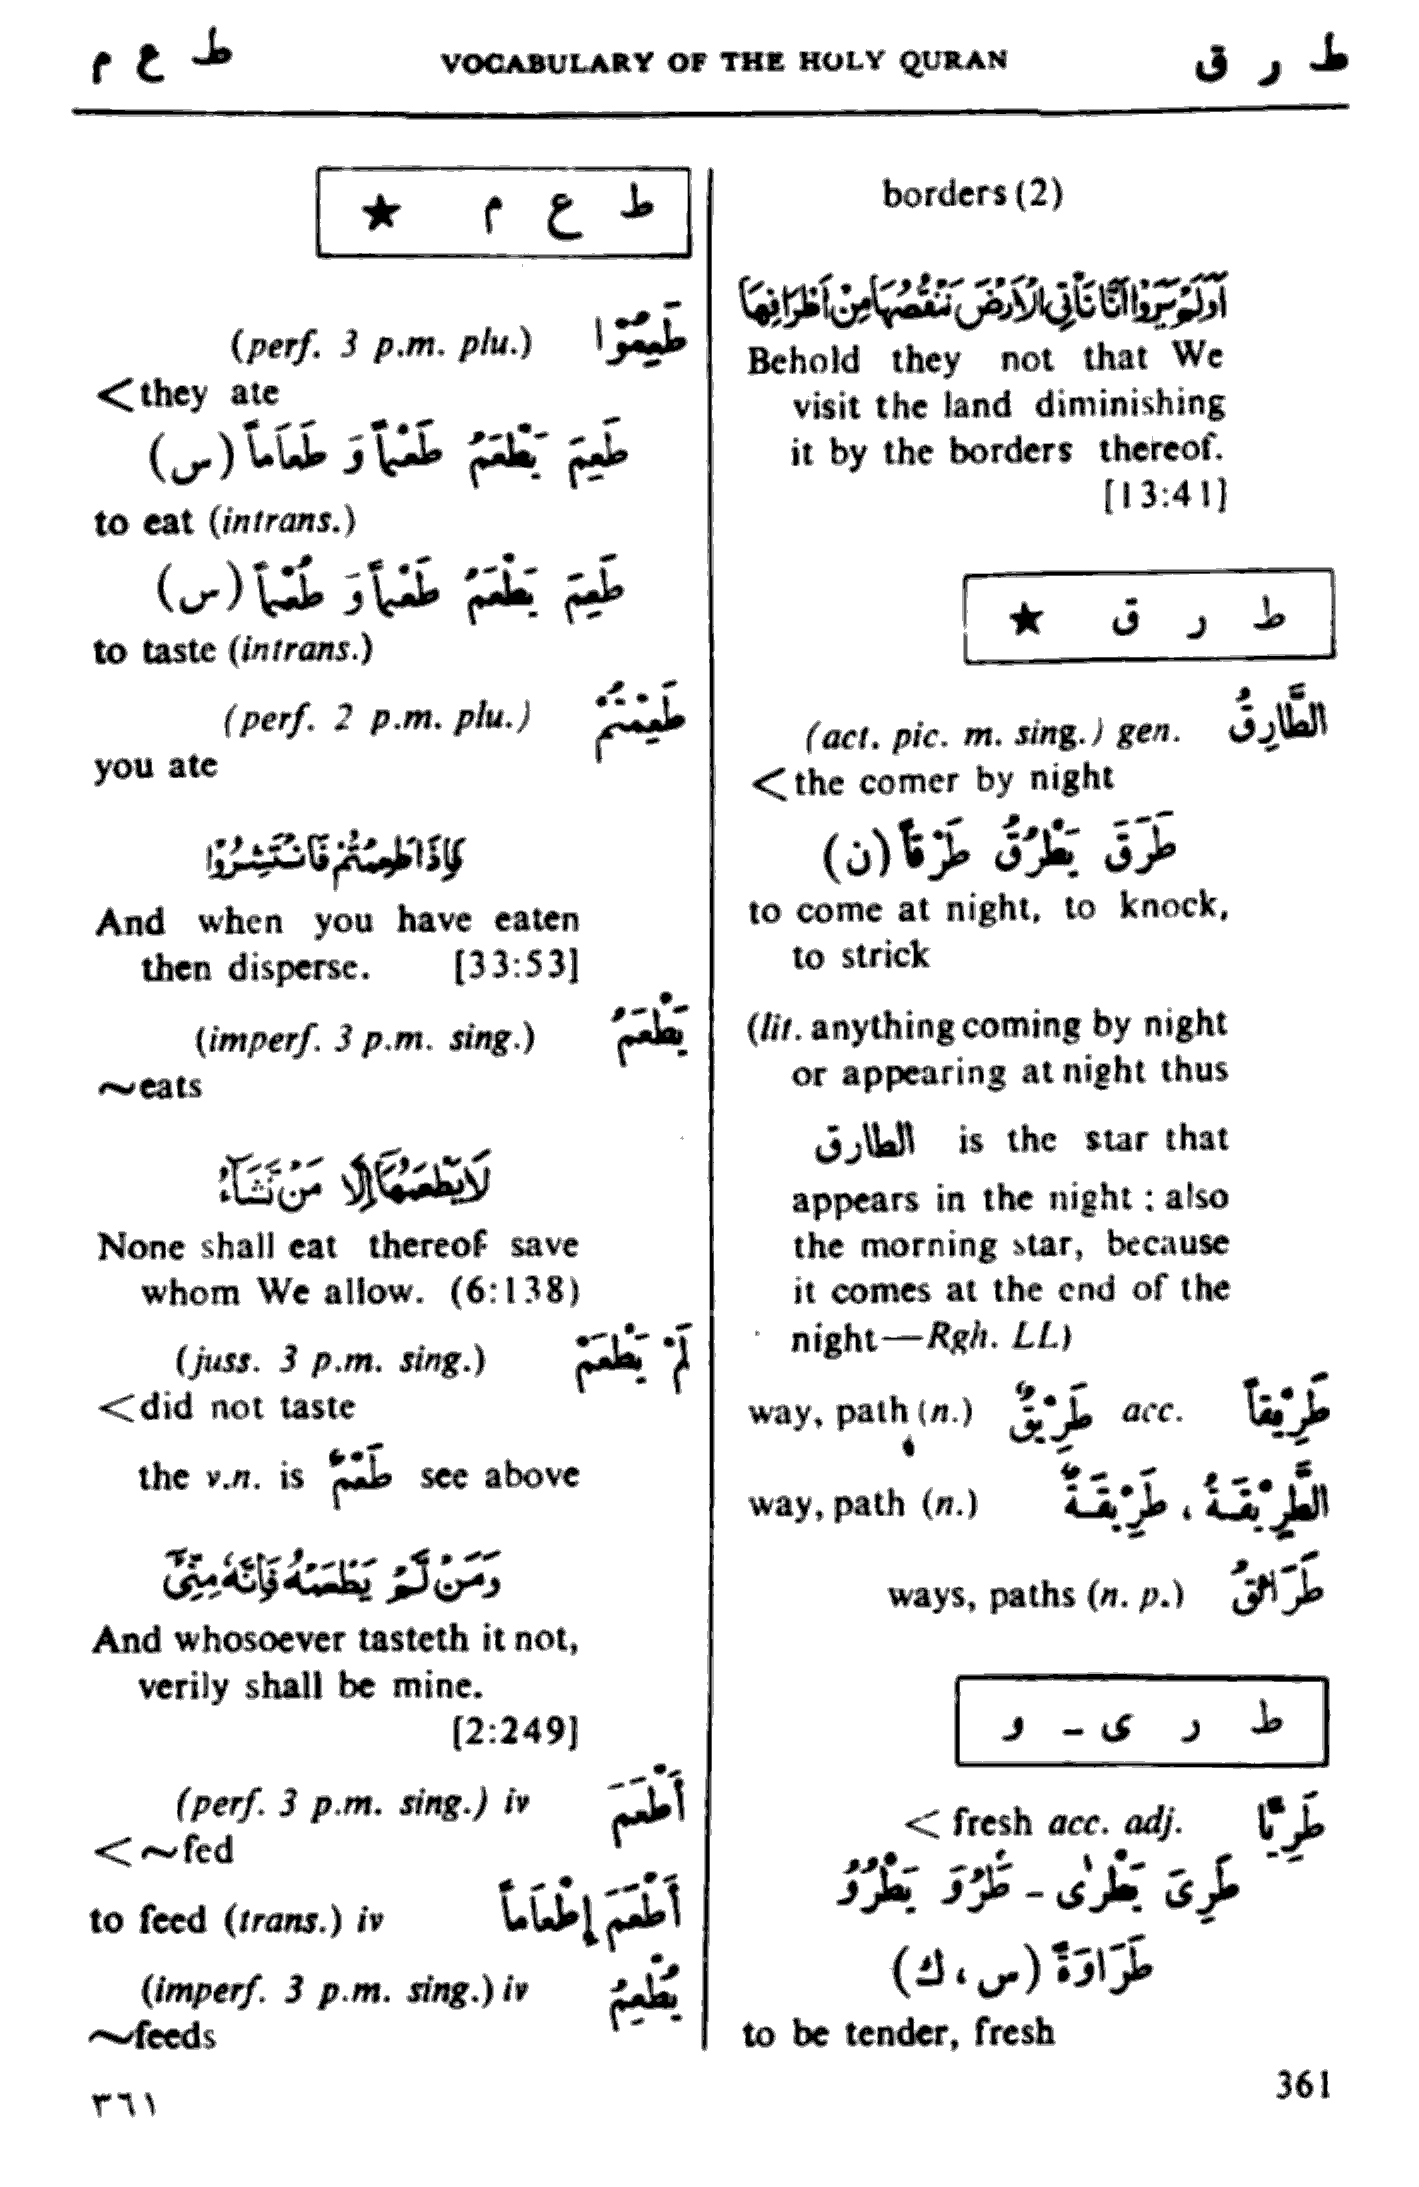 ط ر ق VOCABULARY OF THE HOLY QURAN ط ع م
borders (2)
اَوَلَمْ يَرَوْا اَنَّا نَأْتِي الْاَرْضَ نَنْقُصُهَا مِنْ اَطْرَافِهَا
Behold they not that We
visit the land diminishing
it by the borders thereof.
[13:41]
ط ر ق ★
الطَّارِقُ (act. pic. m. sing.) gen.
<the comer by night
طَرَقَ يَطْرُقُ طَرْقاً (ن)
to come at night, to knock,
to strick
(lit. anything coming by night
or appearing at night thus
الطارق is the star that
appears in the night : also
the morning star, because
it comes at the end of the
night—Rgh. LL)
طَرِيْقاً acc. طَرِيْقٌ way, path (n.)
الطَّرِيْقَةُ ، طَرِيْقَةٌ way, path (n.)
طَرَائقُ ways, paths (n. p.)
ط ر ى - و
طَرِيًّا < fresh acc. adj.
طَرِىَ يَطْرٰى - طَرُوَ يَطْرُوُ
طَرَاوَةً (س ، ك)
to be tender, fresh
ط ع م ★
طَعِمُوْا (perf. 3 p.m. plu.)
<they ate
طَعِمَ يَطْعَمُ طَعْماً وَ طَعَاماً (س)
to eat (intrans.)
طَعِمَ يَطْعَمُ طَعْماً وَ طُعْماً (س)
to taste (intrans.)
طَعِمْتُمْ (perf. 2 p.m. plu.)
you ate
فَاِذَا طَعِمْتُمْ فَانْتَشِرُوْا
And when you have eaten
then disperse. [33:53]
يَطْعَمُ (imperf. 3 p.m. sing.)
~eats
لَا يَطْعَمُهَا اِلَّا مَنْ نَّشَآءُ
None shall eat thereof save
whom We allow. (6:138)
لَمْ يَطْعَمْ (juss. 3 p.m. sing.)
<did not taste
the v.n. is طَعْمٌ see above
وَمَنْ لَّمْ يَطْعَمْهُ فَاِنَّهٗ مِنِّيْٓ
And whosoever tasteth it not,
verily shall be mine.
[2:249]
اَطْعَمَ (perf. 3 p.m. sing.) iv
<~fed
اَطْعَمَ إِطْعَاماً to feed (trans.) iv
يُطْعِمُ (imperf. 3 p.m. sing.) iv
~feeds
361
٣٦١